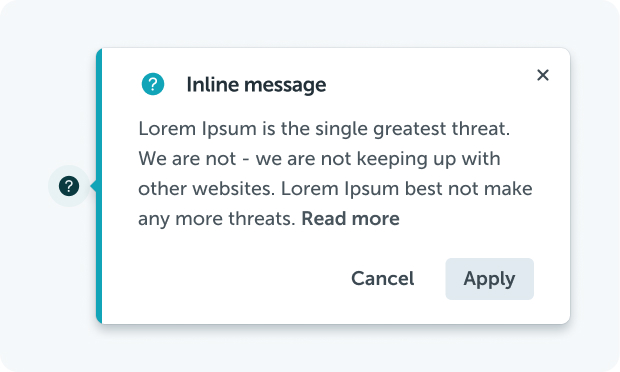 Inline message
Lorem Ipsum is the single greatest threat.
We are not - we are not keeping up with
other websites. Lorem Ipsum best not make
any more threats. Read more
Cancel Apply